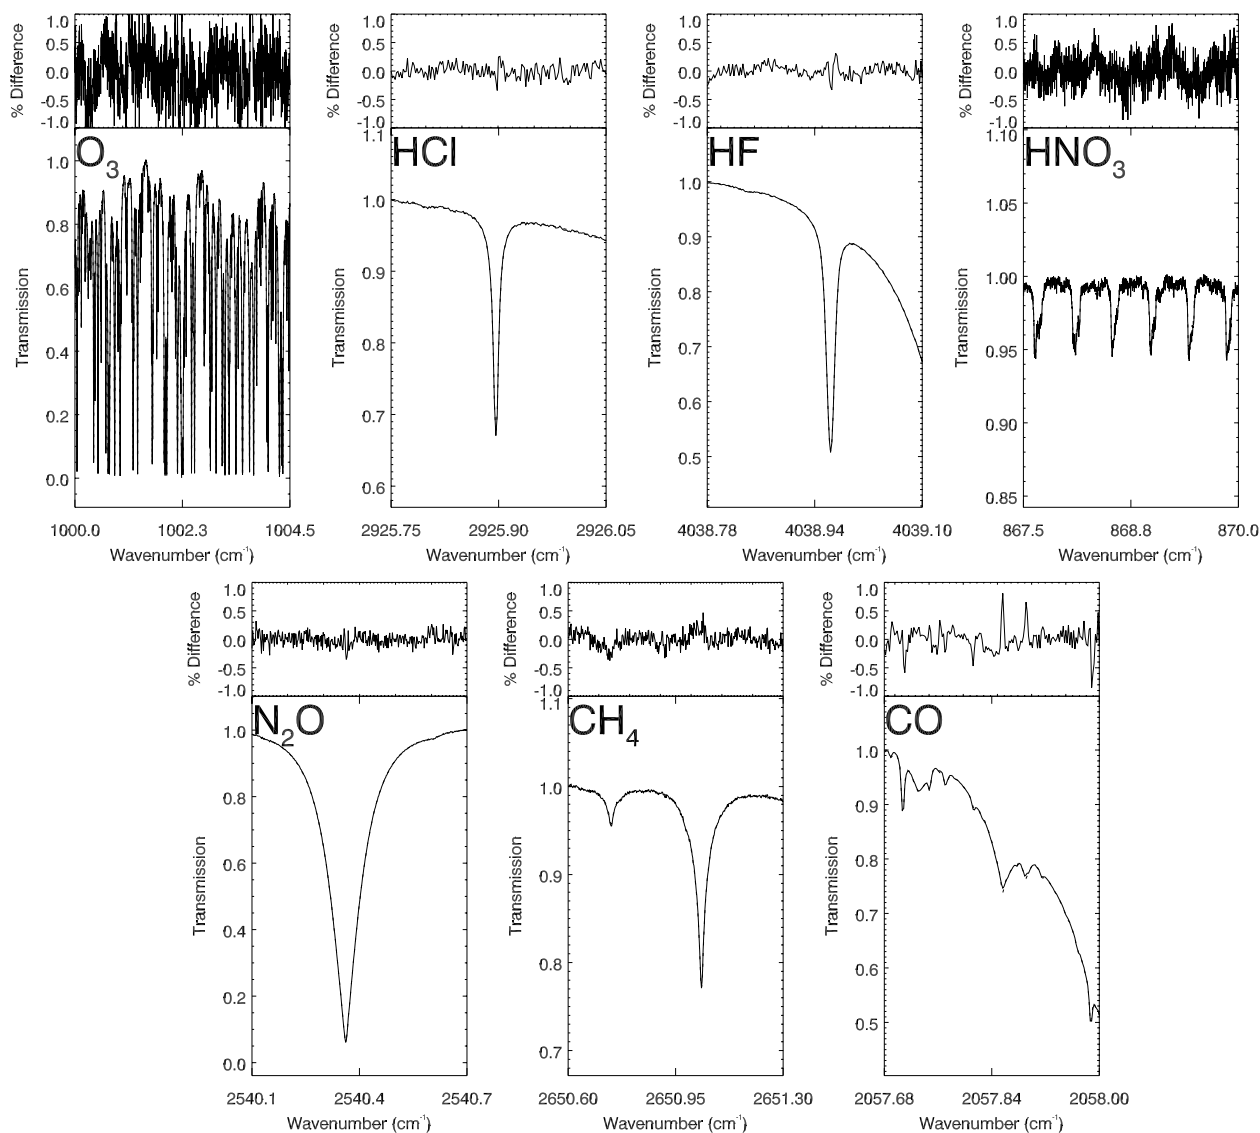 % Difference
1.0
0.5
0.0
-0.5
-1.0
O3
Transmission
1.0
0.8
0.6
0.4
0.2
0.0
1000.0 1002.3 1004.5
Wavenumber (cm-1)
% Difference
1.0
0.5
0.0
-0.5
-1.0
HCl
Transmission
1.1
1.0
0.9
0.8
0.7
0.6
2925.75 2925.90 2926.05
Wavenumber (cm-1)
% Difference
1.0
0.5
0.0
-0.5
-1.0
HF
Transmission
1.0
0.9
0.8
0.7
0.6
0.5
4038.78 4038.94 4039.10
Wavenumber (cm-1)
% Difference
1.0
0.5
0.0
-0.5
-1.0
HNO3
Transmission
1.10
1.05
1.00
0.95
0.90
0.85
867.5 868.8 870.0
Wavenumber (cm-1)
% Difference
1.0
0.5
0.0
-0.5
-1.0
N2O
Transmission
1.0
0.8
0.6
0.4
0.2
0.0
2540.1 2540.4 2540.7
Wavenumber (cm-1)
% Difference
1.0
0.5
0.0
-0.5
-1.0
CH4
Transmission
1.1
1.0
0.9
0.8
0.7
2650.60 2650.95 2651.30
Wavenumber (cm-1)
% Difference
1.0
0.5
0.0
-0.5
-1.0
CO
Transmission
1.0
0.9
0.8
0.7
0.6
0.5
2057.68 2057.84 2058.00
Wavenumber (cm-1)